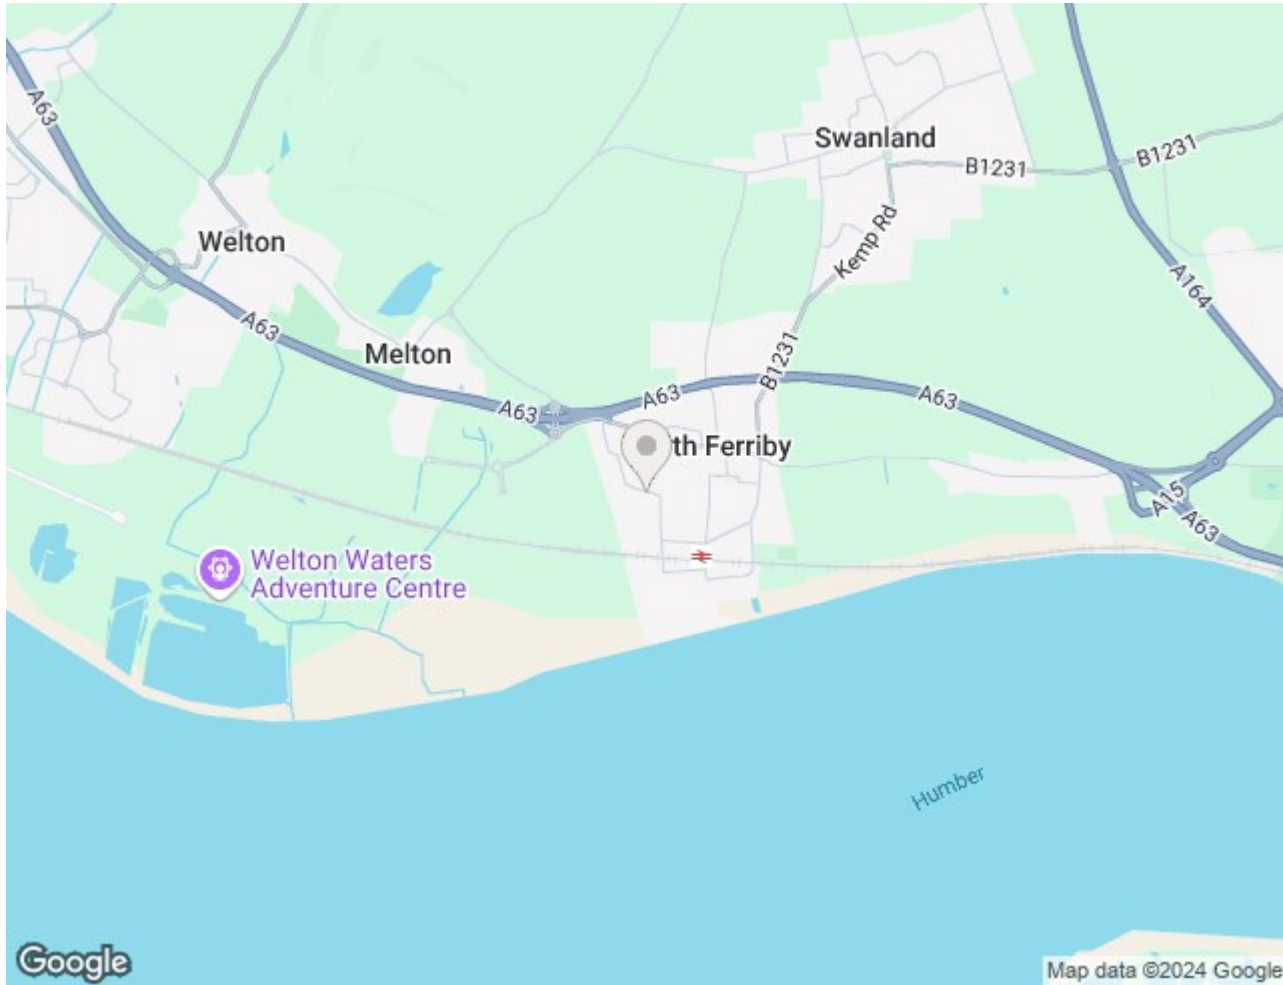 A63
Swanland
B1231
B1231
Welton
Kemp Rd
A164
A63
Melton
B1231
A63
A63
A63
th Ferriby
A15
A63
Welton Waters
Adventure Centre
Humber
Google
Map data ©2024 Google